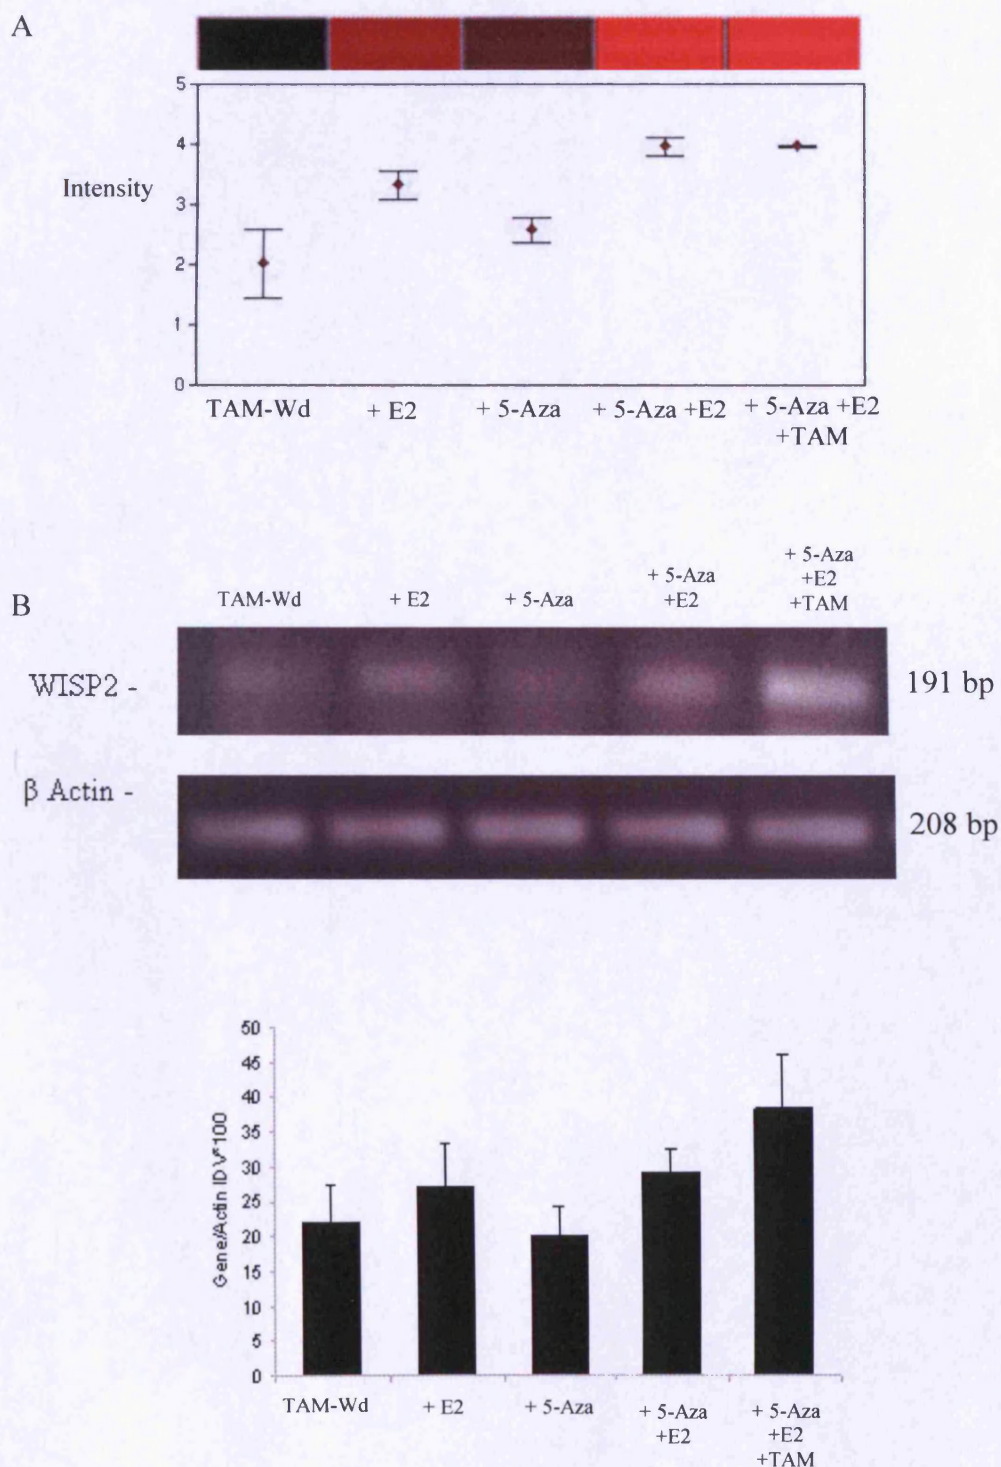 A
5
4
Intensity
3
2
1
0
TAM-Wd + E2 + 5-Aza + 5-Aza +E2 + 5-Aza +E2
+TAM
B
+ 5-Aza
+ 5-Aza +E2
TAM-Wd + E2 + 5-Aza +E2 +TAM
WISP2 - 191 bp
β Actin - 208 bp
50
45
40
35
30
25
20
15
10
5
0
Gene/Actin IDV*100
TAM-Wd + E2 + 5-Aza + 5-Aza + 5-Aza
+E2 +E2
+TAM